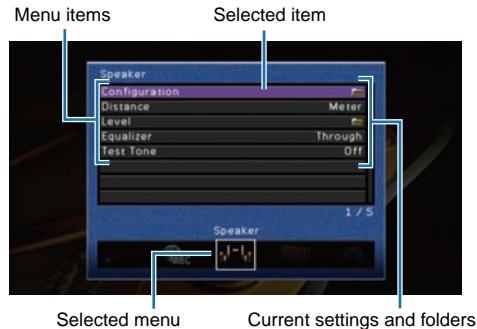 Menu items
Selected item
Speaker
Configuration
Distance Meter
Level
Equalizer Through
Test Tone Off
1 / 5
Speaker
ABC
Selected menu
Current settings and folders